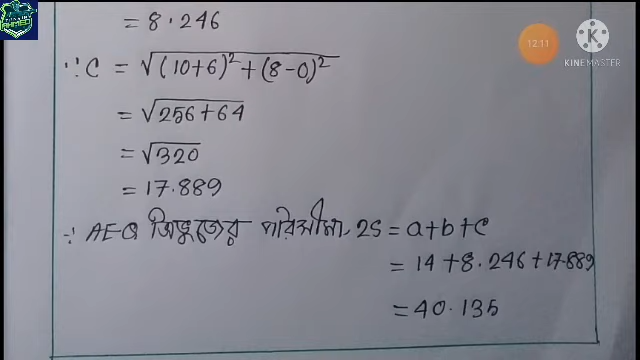 AHMED
12:11
KINEMASTER
= 8.246
∵ C = √(10+6)² + (8-0)²
= √256 + 64
= √320
= 17.889
∴ AEQ ত্রিভুজের পরিসীমা, 2S = a+b+c
= 14 + 8.246 + 17.889
= 40.135